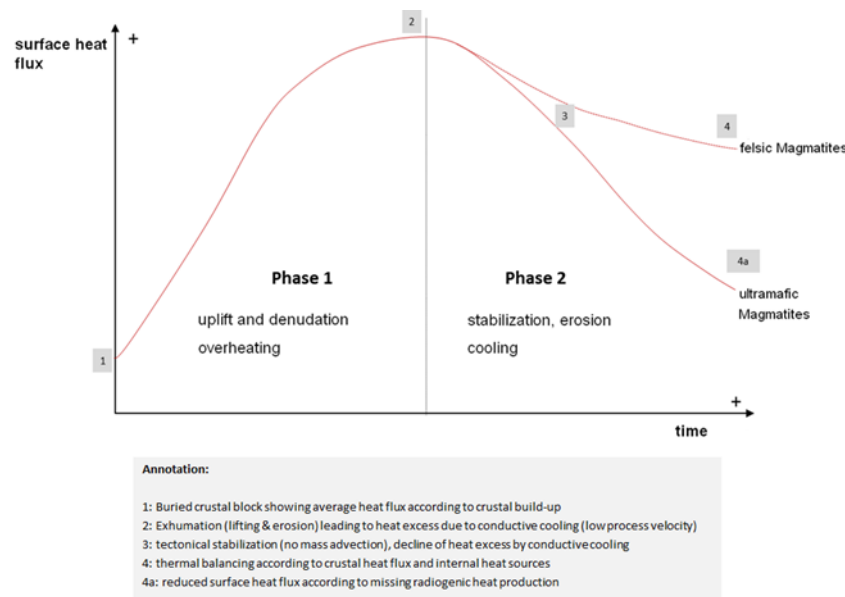 2
surface heat
flux
+
3
4
felsic Magmatites
4a
ultramafic
Magmatites
Phase 1
uplift and denudation
overheating
Phase 2
stabilization, erosion
cooling
1
+
time
Annotation:
1: Buried crustal block showing average heat flux according to crustal build-up
2: Exhumation (lifting & erosion) leading to heat excess due to conductive cooling (low process velocity)
3: tectonical stabilization (no mass advection), decline of heat excess by conductive cooling
4: thermal balancing according to crustal heat flux and internal heat sources
4a: reduced surface heat flux according to missing radiogenic heat production